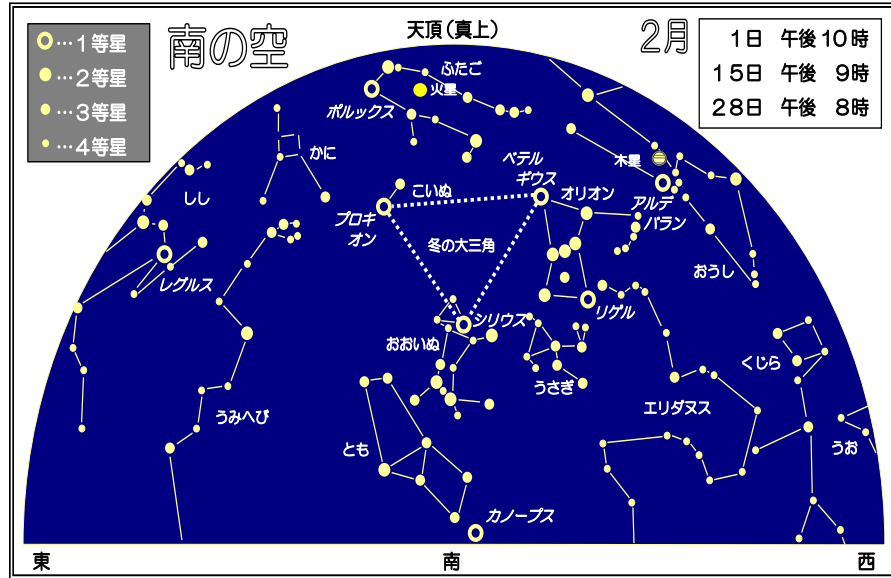 …1等星
…2等星
…3等星
…4等星
南の空
天頂(真上)
2月
1日 午後10時
15日 午後 9時
28日 午後 8時
ふたご
火星
ポルックス
かに
しし
こいぬ
プロキ
オン
ベテル
ギウス
オリオン
木星
アルデ
バラン
おうし
冬の大三角
レグルス
シリウス
リゲル
おおいぬ
うさぎ
くじら
エリダヌス
うみへび
とも
うお
カノープス
東
南
西